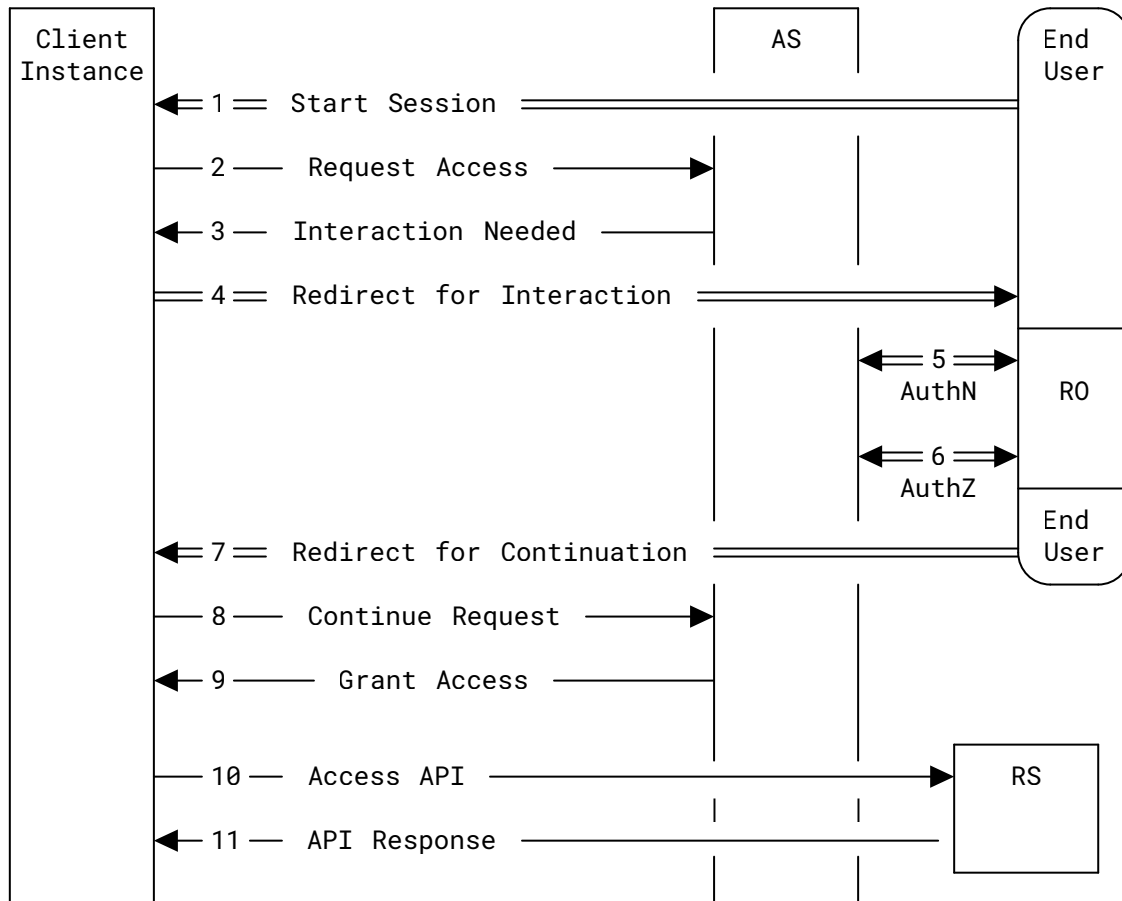 Client
Instance
AS
End
User
1 Start Session
2 Request Access
3 Interaction Needed
4 Redirect for Interaction
5
AuthN
RO
6
AuthZ
End
User
7 Redirect for Continuation
8 Continue Request
9 Grant Access
10 Access API
RS
11 API Response